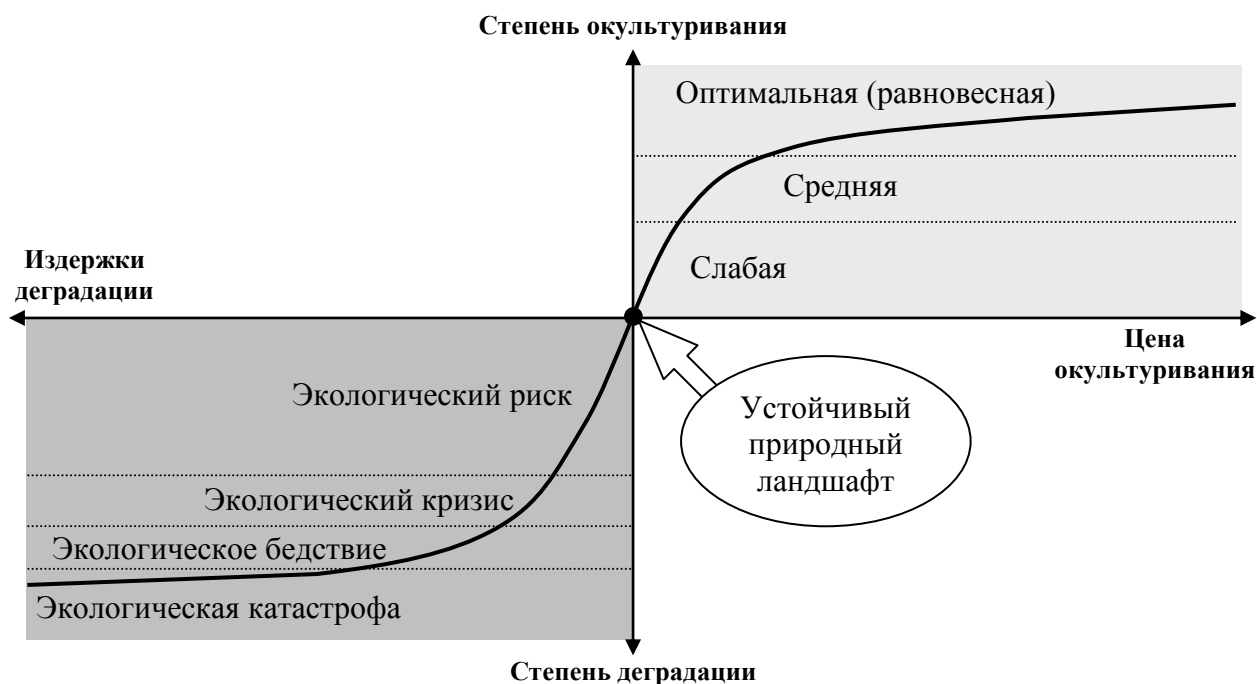 Степень окультуривания
Оптимальная (равновесная)
Средняя
Слабая
Издержки
деградации
Цена
окультуривания
Устойчивый
природный
ландшафт
Экологический риск
Экологический кризис
Экологическое бедствие
Экологическая катастрофа
Степень деградации